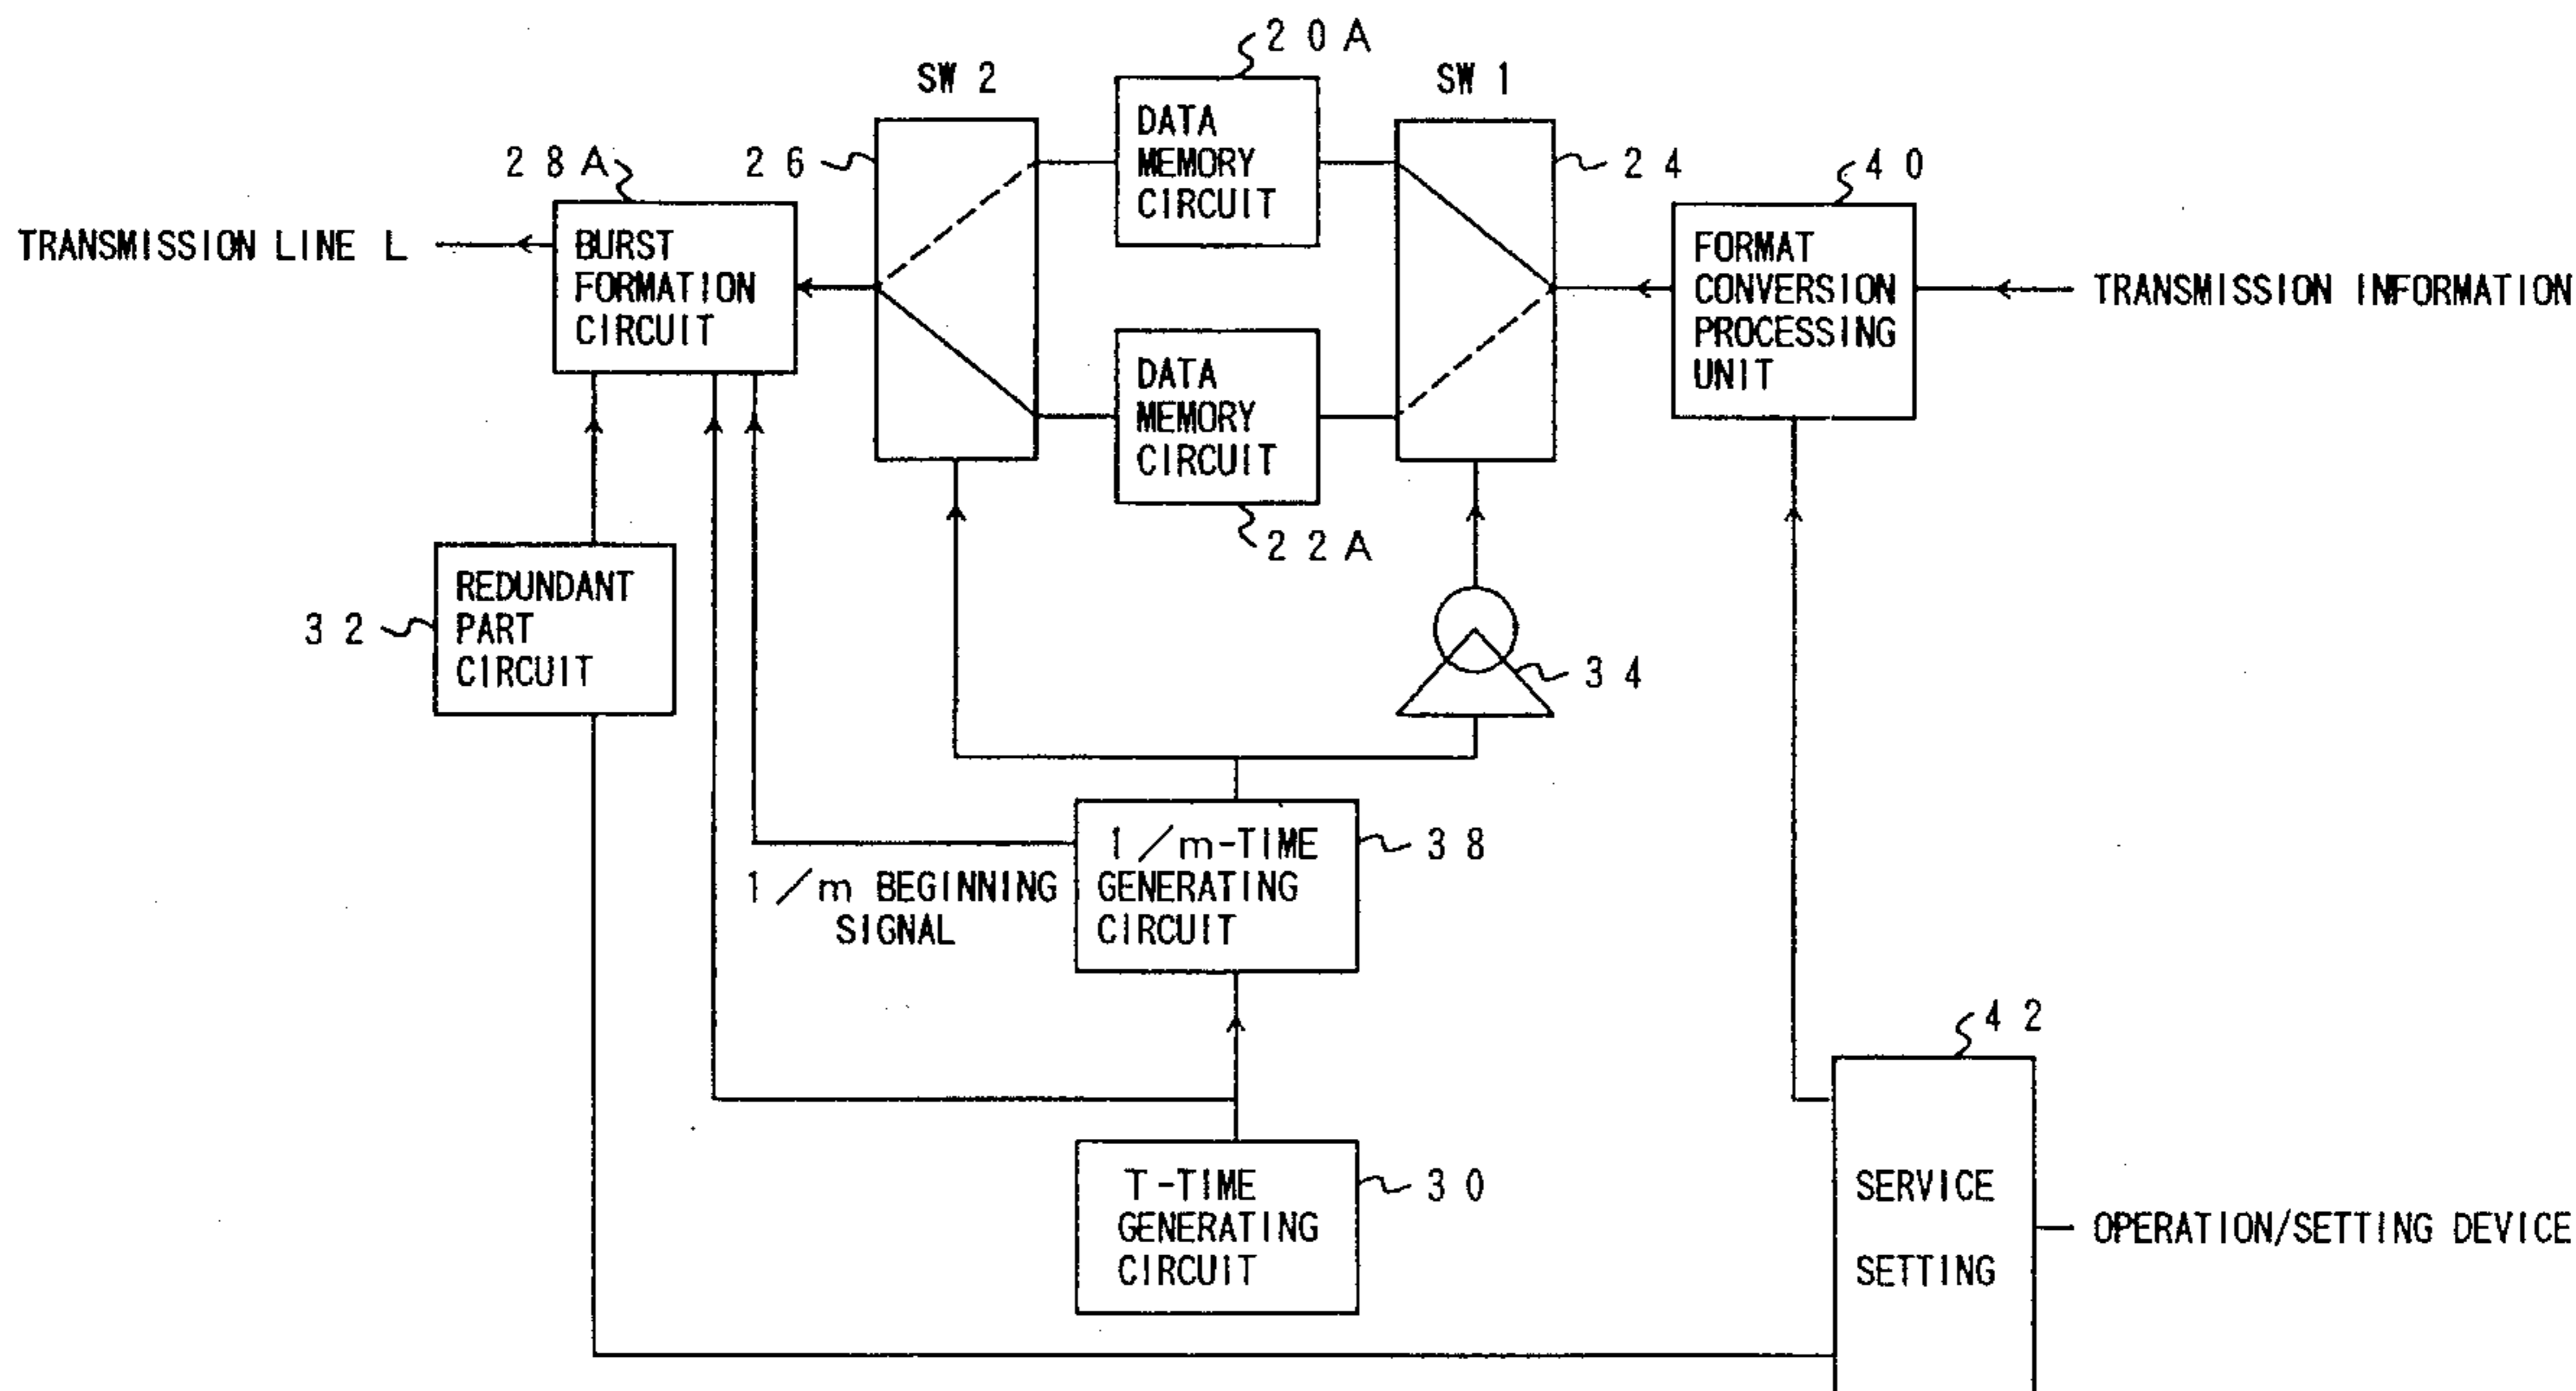 20A
SW 2
SW 1
DATA
MEMORY
CIRCUIT
28A
26
24
40
TRANSMISSION LINE L
BURST
FORMATION
CIRCUIT
FORMAT
CONVERSION
PROCESSING
UNIT
TRANSMISSION INFORMATION
DATA
MEMORY
CIRCUIT
22A
REDUNDANT
PART
CIRCUIT
32
34
1/m-TIME
GENERATING
CIRCUIT
38
1/m BEGINNING
SIGNAL
42
T-TIME
GENERATING
CIRCUIT
30
SERVICE
SETTING
OPERATION/SETTING DEVICE